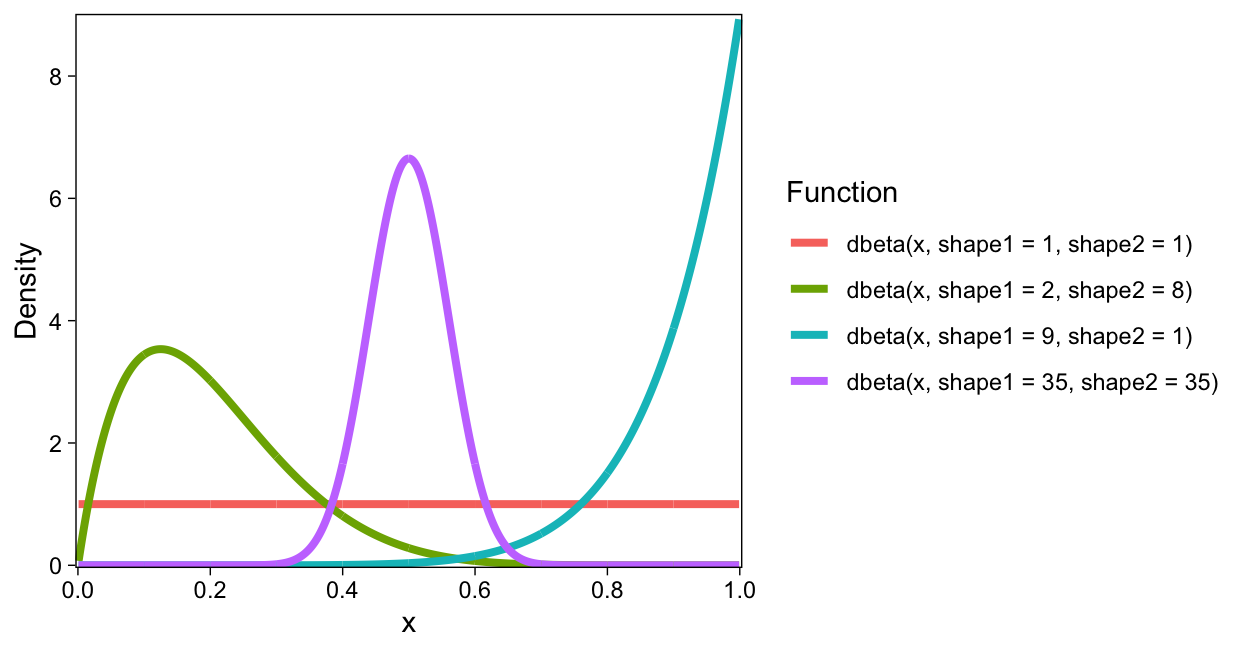 Density
8
6
4
2
0
0.0
0.2
0.4
0.6
0.8
1.0
x
Function
dbeta(x, shape1 = 1, shape2 = 1)
dbeta(x, shape1 = 2, shape2 = 8)
dbeta(x, shape1 = 9, shape2 = 1)
dbeta(x, shape1 = 35, shape2 = 35)